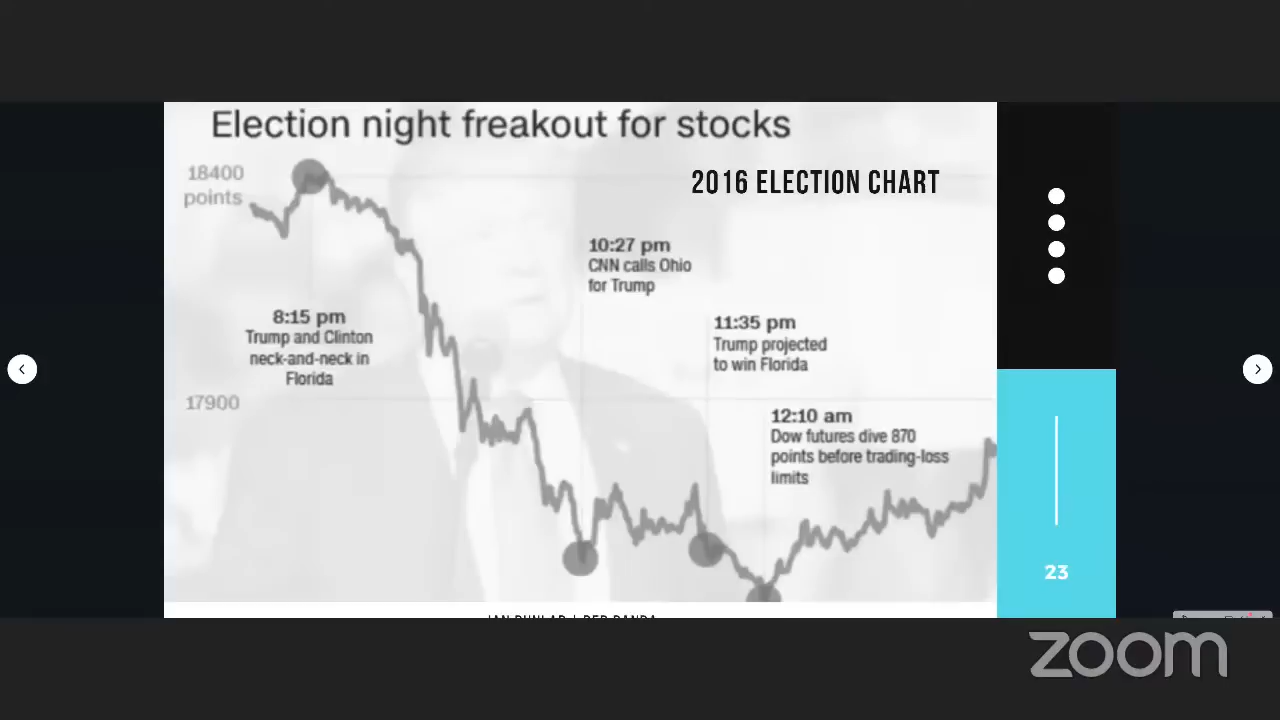 Election night freakout for stocks
18400
points
2016 ELECTION CHART
10:27 pm
CNN calls Ohio
for Trump
8:15 pm
Trump and Clinton
neck-and-neck in
Florida
11:35 pm
Trump projected
to win Florida
17900
12:10 am
Dow futures dive 870
points before trading-loss
limits
23
zoom